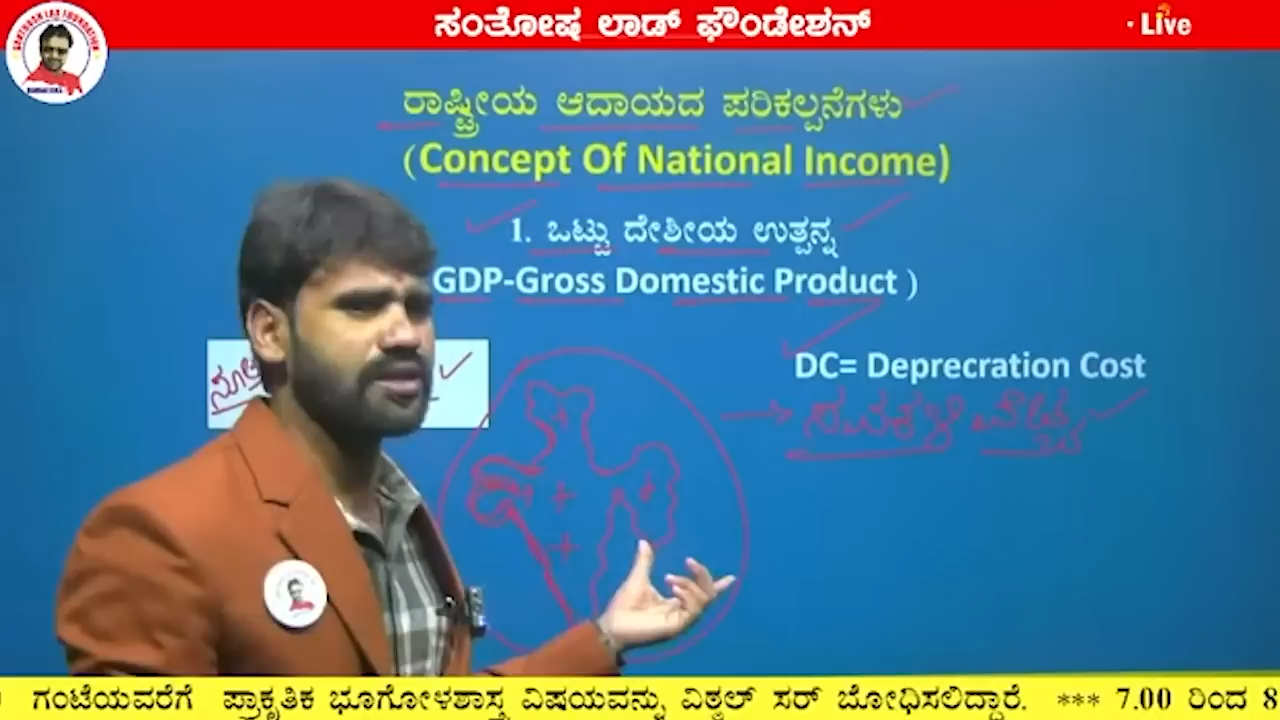 ಸಂತೋಷ ಲಾಡ್ ಫೌಂಡೇಶನ್
· Live
ರಾಷ್ಟ್ರೀಯ ಆದಾಯದ ಪರಿಕಲ್ಪನೆಗಳು
(Concept Of National Income)
1. ಒಟ್ಟು ದೇಶೀಯ ಉತ್ಪನ್ನ
GDP-Gross Domestic Product )
DC= Deprecration Cost
ಸವಕಳಿ ವೆಚ್ಚ
ಗಂಟೆಯವರೆಗೆ ಪ್ರಾಕೃತಿಕ ಭೂಗೋಳಶಾಸ್ತ್ರ ವಿಷಯವನ್ನು ವಿಠ್ಠಲ್ ಸರ್ ಬೋಧಿಸಲಿದ್ದಾರೆ. *** 7.00 ರಿಂದ 8